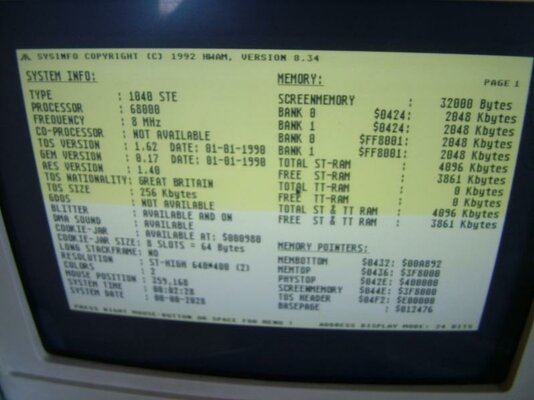 SYSINFO COPYRIGHT (C) 1992 HWAM, VERSION 8.34
SYSTEM INFO:
TYPE : 1040 STE
PROCESSOR : 68000
FREQUENCY : 8 MHz
CO-PROCESSOR : NOT AVAILABLE
TOS VERSION : 1.62 DATE: 01-01-1990
GEM VERSION : 0.17 DATE: 01-01-1990
AES VERSION : 1.40
TOS NATIONALITY: GREAT BRITAIN
TOS SIZE : 256 Kbytes
GDOS : NOT AVAILABLE
BLITTER : AVAILABLE AND ON
DMA SOUND : AVAILABLE
COOKIE-JAR : AVAILABLE AT: $000980
COOKIE-JAR SIZE: 8 SLOTS = 64 Bytes
LONG STACKFRAME: NO
RESOLUTION : ST-HIGH 640*400 (2)
COLORS : 2
MOUSE POSITION : 259,168
SYSTEM TIME : 00:02:28
SYSTEM DATE : 00-00-2028
MEMORY: PAGE 1
SCREENMEMORY : 32000 Bytes
BANK 0 $0424: 2048 Kbytes
BANK 1 $0424: 2048 Kbytes
BANK 0 $FF8001: 2048 Kbytes
BANK 1 $FF8001: 2048 Kbytes
TOTAL ST-RAM : 4096 Kbytes
FREE ST-RAM : 3861 Kbytes
TOTAL TT-RAM : 0 Kbytes
FREE TT-RAM : 0 Kbytes
TOTAL ST & TT RAM : 4096 Kbytes
FREE ST & TT RAM : 3861 Kbytes
MEMORY POINTERS:
MEMBOTTOM $0432: $00A892
MEMTOP $0436: $3F8000
PHYSTOP $042E: $400000
SCREENMEMORY $044E: $3F8000
TOS HEADER $04F2: $E00000
BASEPAGE : $012476
PRESS RIGHT MOUSE-BUTTON OR SPACE FOR MENU ! ADDRESS DISPLAY MODE: 24 BITS